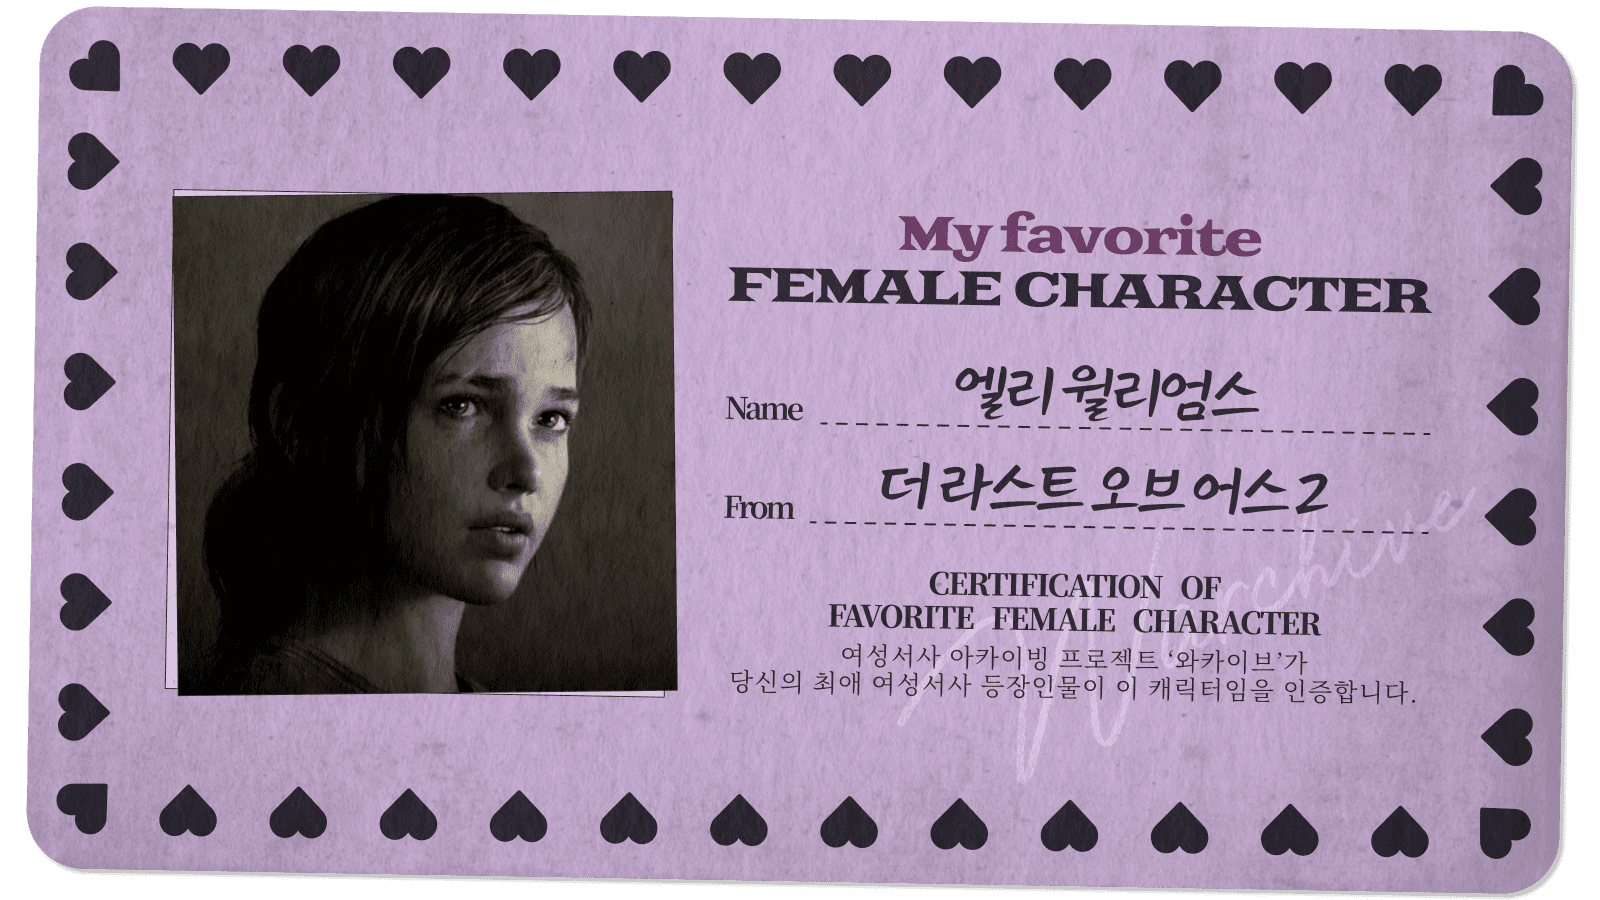 My favorite
FEMALE CHARACTER
Name 엘리 윌리엄스
From 더 라스트 오브 어스 2
CERTIFICATION OF
FAVORITE FEMALE CHARACTER
여성서사 아카이빙 프로젝트 ‘와카이브’가
당신의 최애 여성서사 등장인물이 이 캐릭터임을 인증합니다.
Warchive